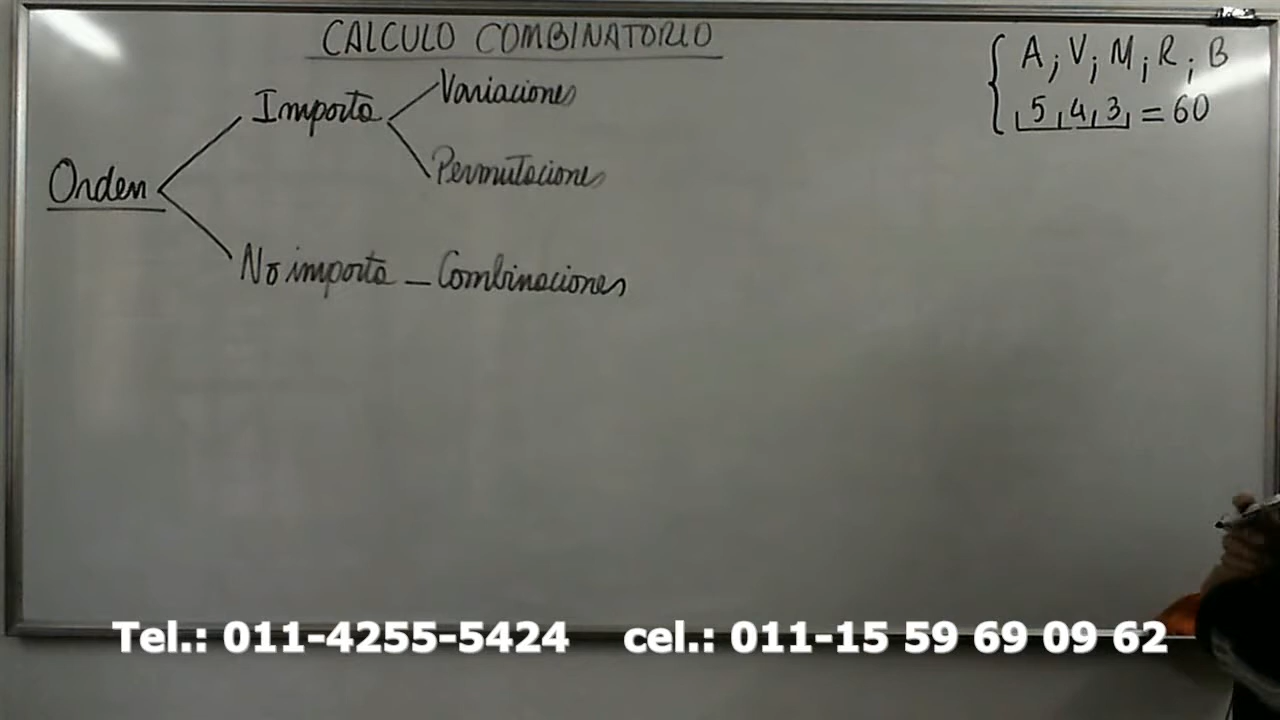 CALCULO COMBINATORIO
A; V; M; R; B
5 4 3 = 60
Orden
Importa
Variaciones
Permutaciones
No importa - Combinaciones
Tel.: 011-4255-5424 cel.: 011-15 59 69 09 62